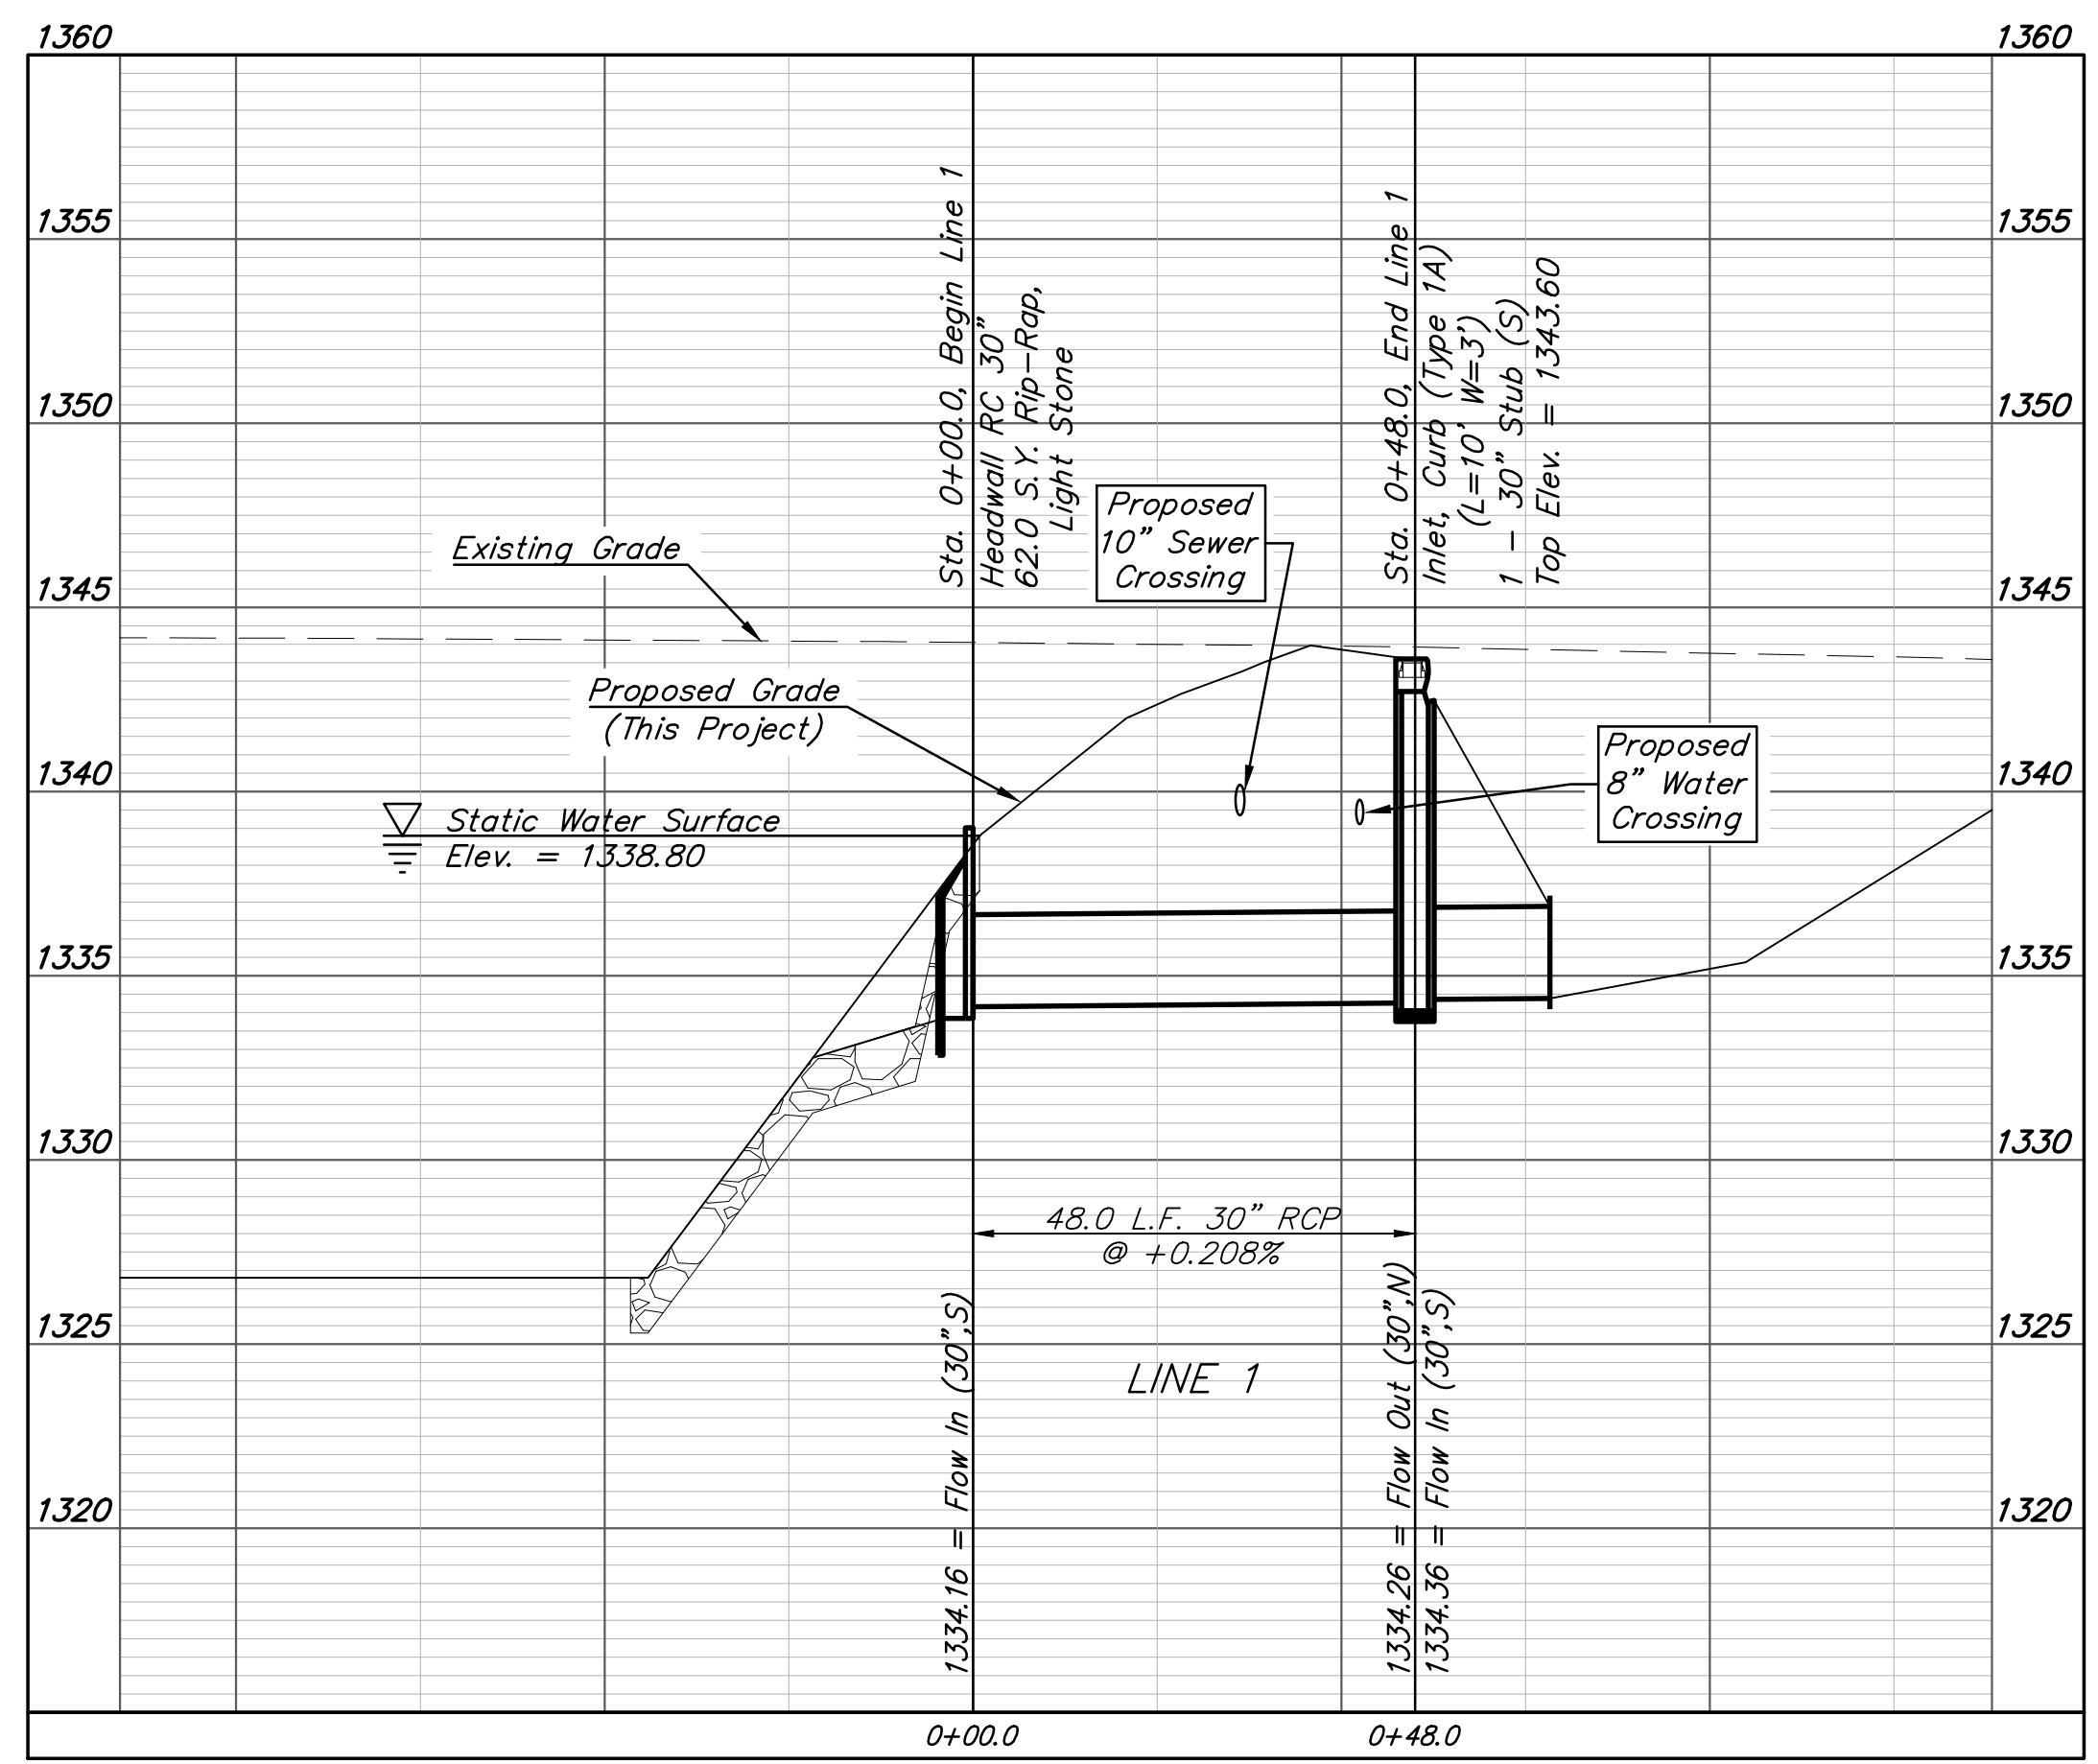 1360
1360
1355
1355
1350
1350
1345
1345
1340
1340
1335
1335
1330
1330
1325
1325
1320
1320
Sta. 0+00.0, Begin Line 1
Headwall RC 30"
62.0 S.Y. Rip-Rap,
Light Stone
Sta. 0+48.0, End Line 1
Inlet, Curb (Type 1A)
(L=10' W=3')
1 - 30" Stub (S)
Top Elev. = 1343.60
Proposed
10" Sewer
Crossing
Existing Grade
Proposed Grade
(This Project)
Proposed
8" Water
Crossing
Static Water Surface
Elev. = 1338.80
48.0 L.F. 30" RCP
@ +0.208%
1334.16 = Flow In (30",S)
1334.26 = Flow Out (30",N)
1334.36 = Flow In (30",S)
LINE 1
0+00.0
0+48.0